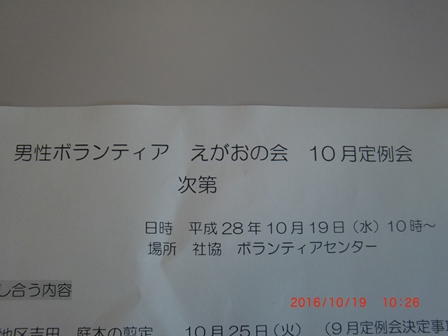 男性ボランティア　えがおの会　10月定例会
次第
日時　平成28年10月19日（水）10時～
場所　社協　ボランティアセンター
し合う内容
地区吉田　庭木の剪定　10月25日（火）（9月定例会決定事
2016/10/19 10:26